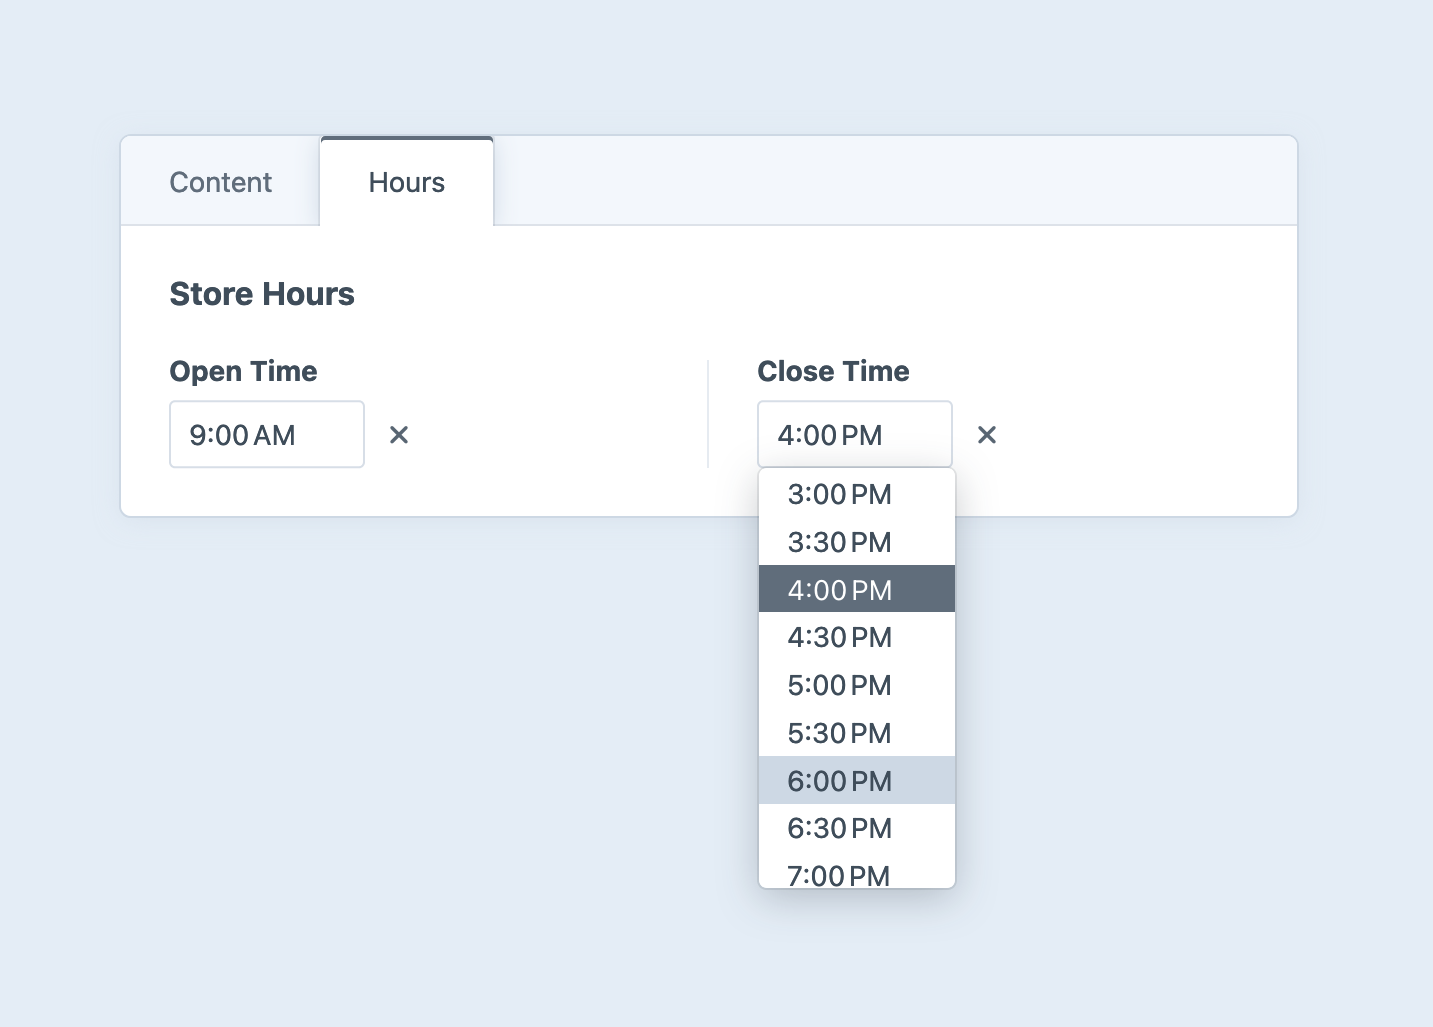 Content
Hours
Store Hours
Open Time
9:00 AM
Close Time
4:00 PM
3:00 PM
3:30 PM
4:00 PM
4:30 PM
5:00 PM
5:30 PM
6:00 PM
6:30 PM
7:00 PM